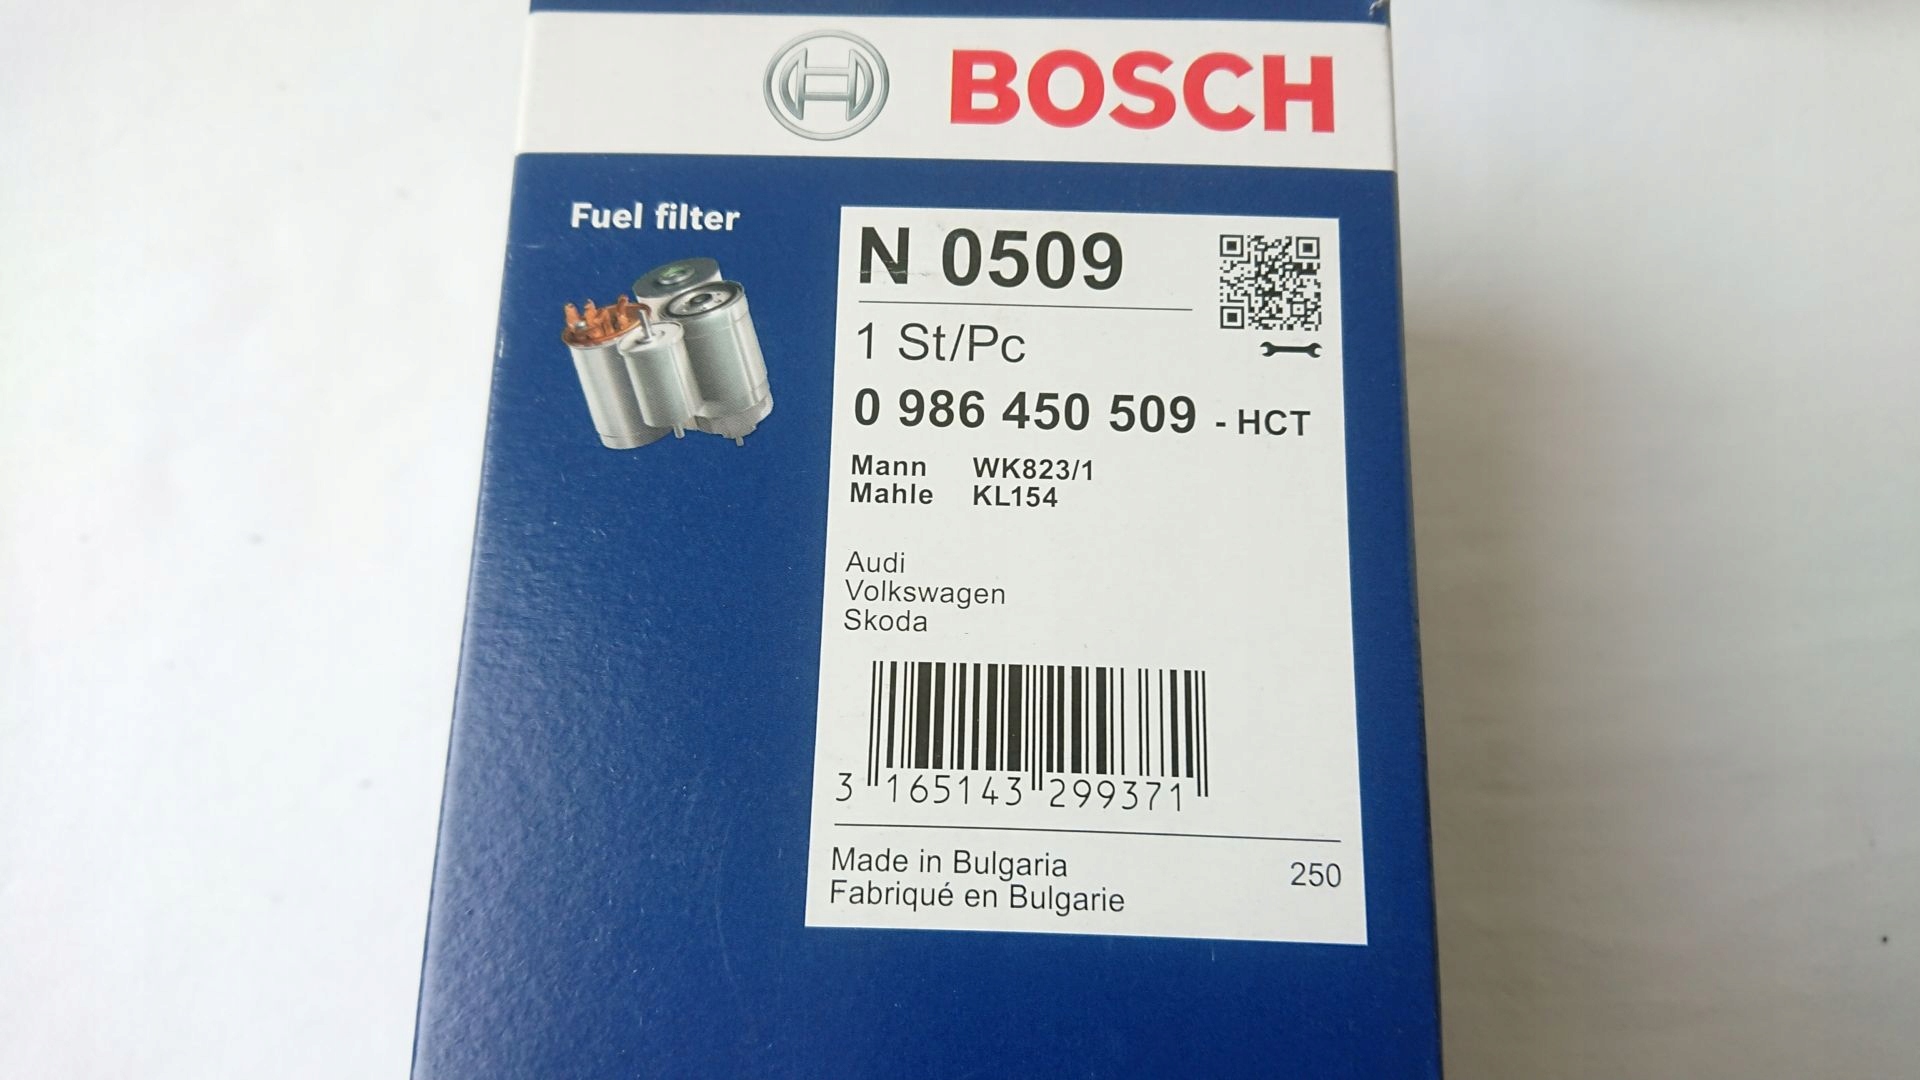 BOSCH
Fuel filter
N 0509
1 St/Pc
0 986 450 509 - HCT
Mann WK823/1
Mahle KL154
Audi
Volkswagen
Skoda
3 165143 299371
Made in Bulgaria 250
Fabriqué en Bulgarie